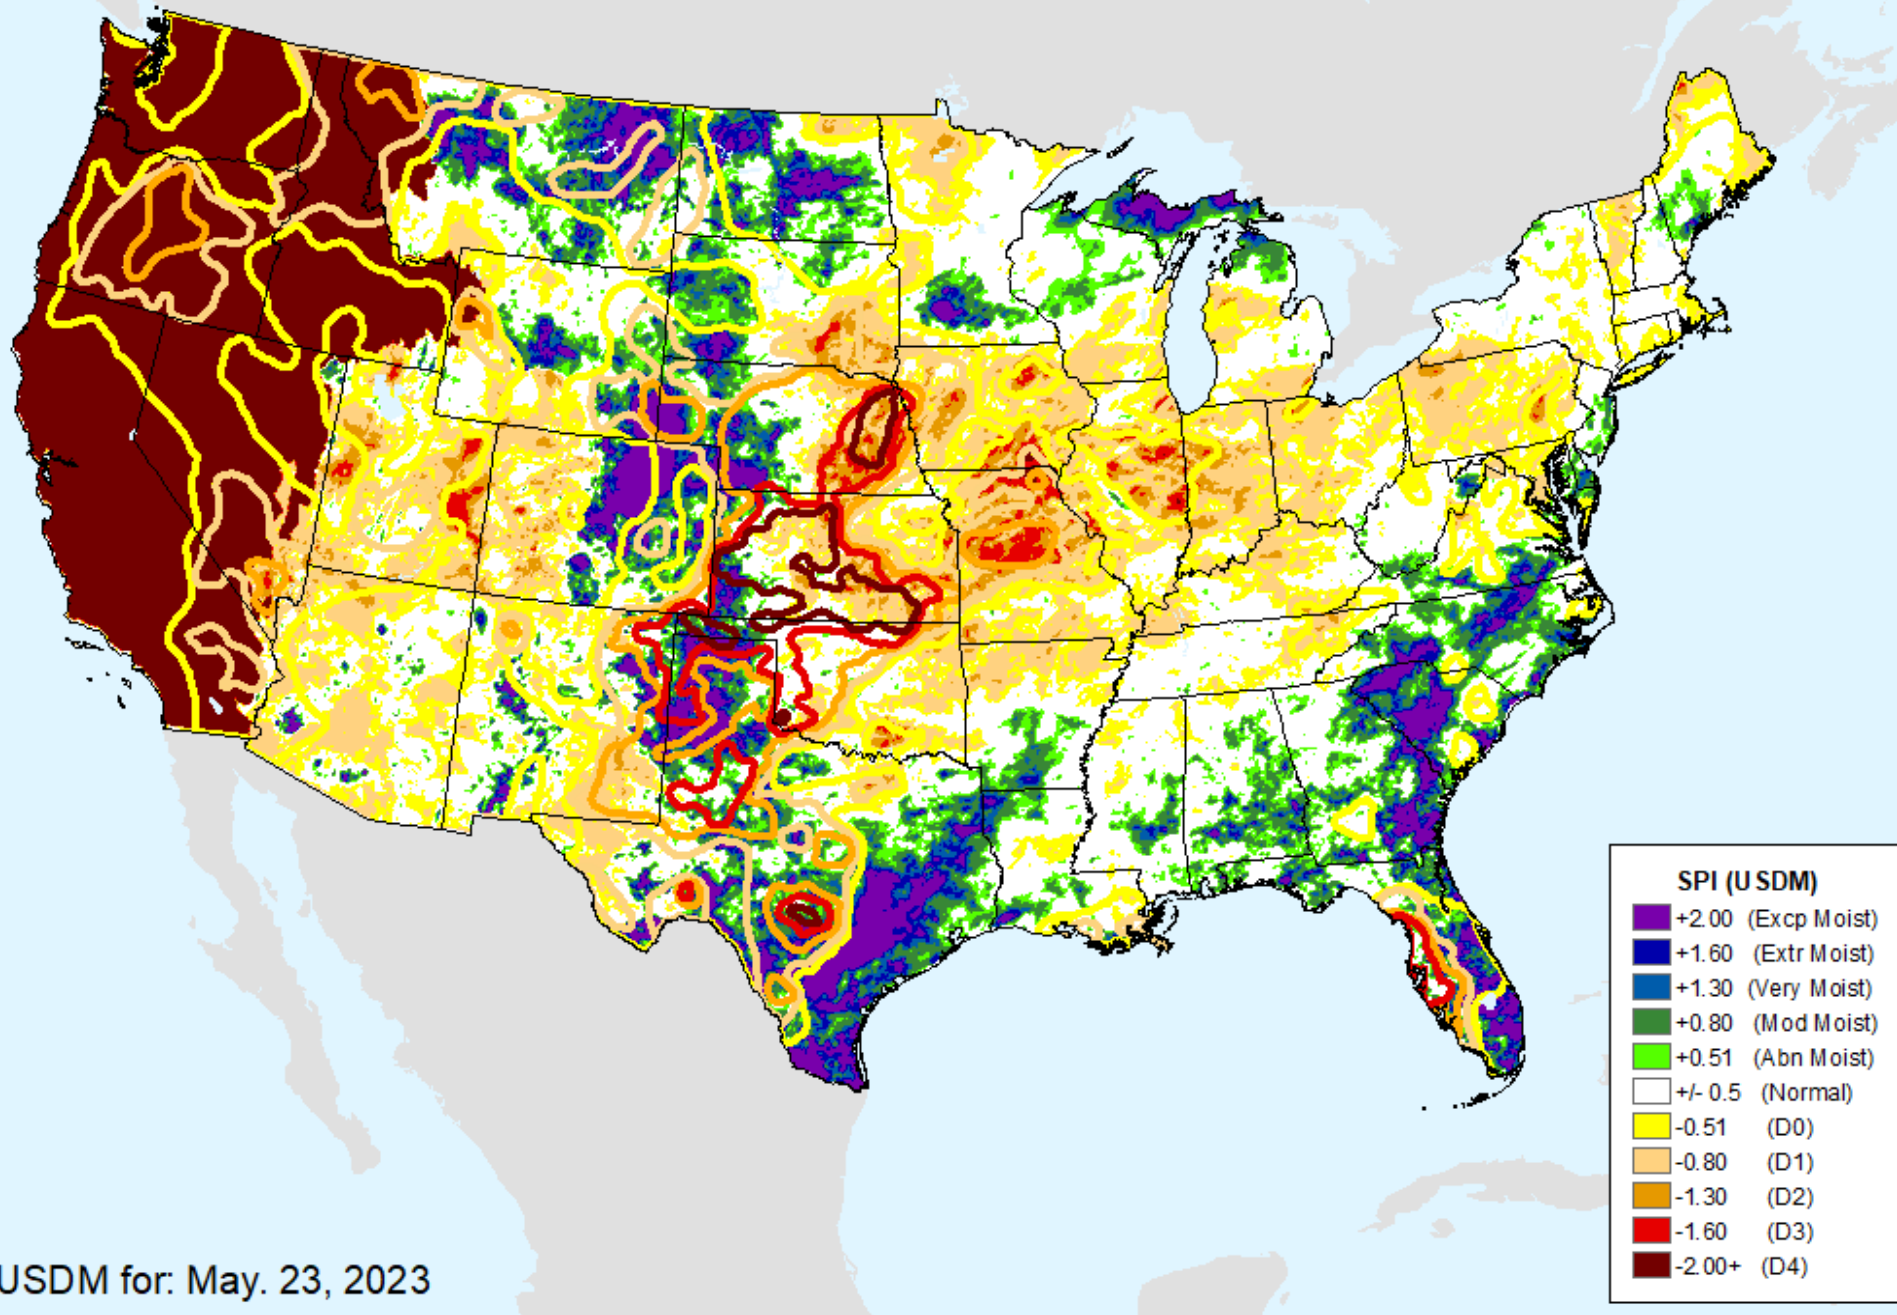 SPI (USDM)
+2.00 (Excp Moist)
+1.60 (Extr Moist)
+1.30 (Very Moist)
+0.80 (Mod Moist)
+0.51 (Abn Moist)
+/- 0.5 (Normal)
-0.51 (D0)
-0.80 (D1)
-1.30 (D2)
-1.60 (D3)
-2.00+ (D4)
USDM for: May. 23, 2023